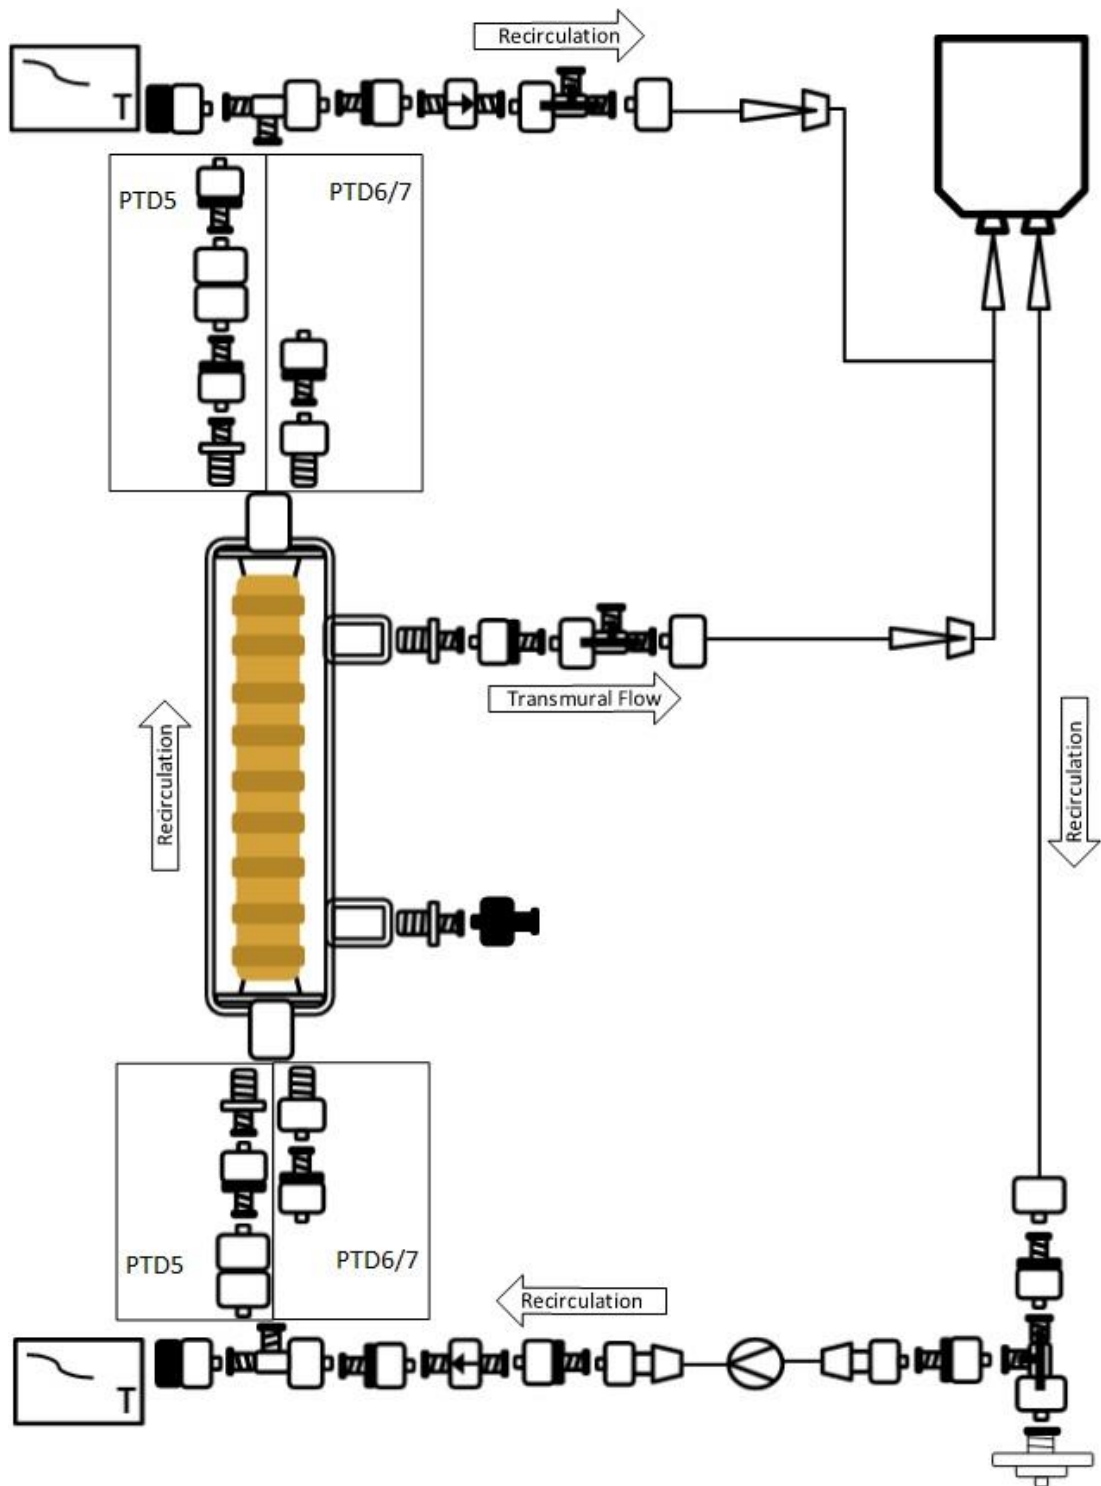 Recirculation
T
PTD5
PTD6/7
Transmural Flow
Recirculation
Recirculation
PTD5
PTD6/7
Recirculation
T